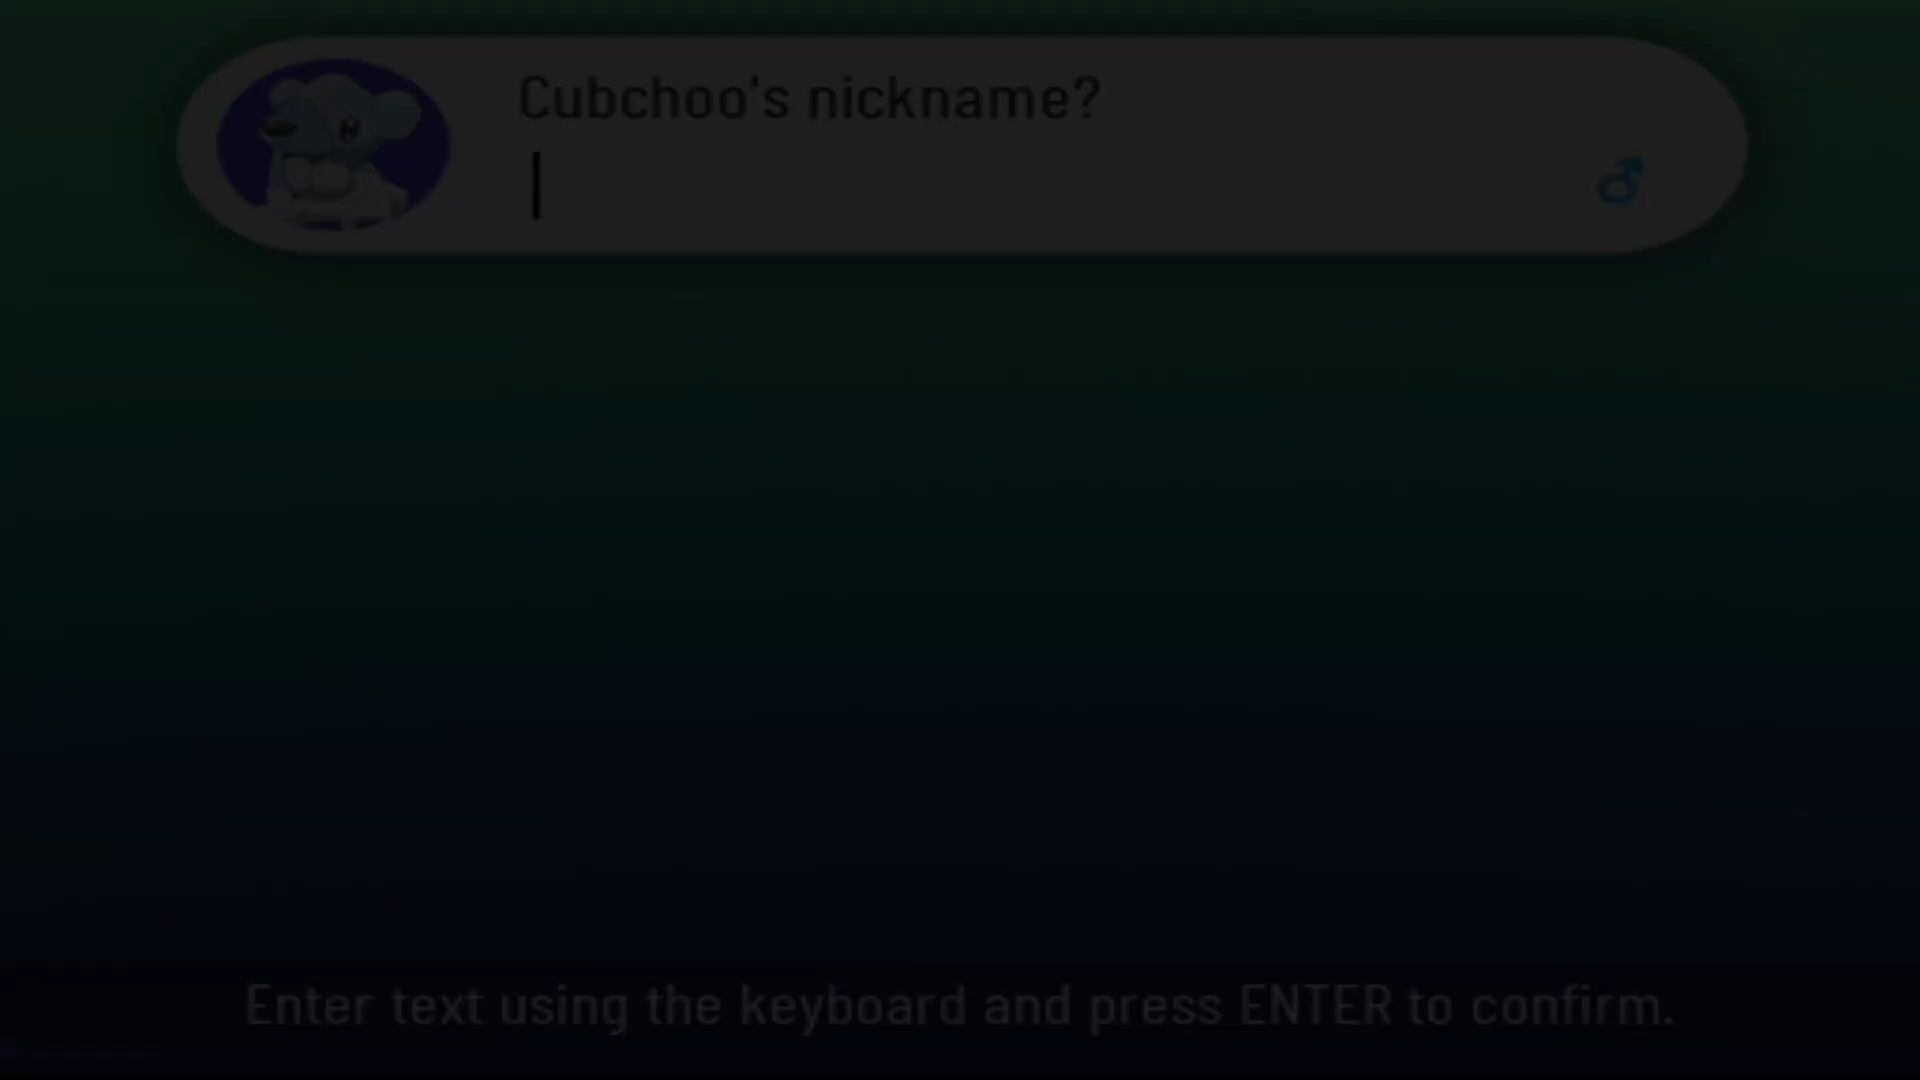 Cubchoo's nickname?
Enter text using the keyboard and press ENTER to confirm.